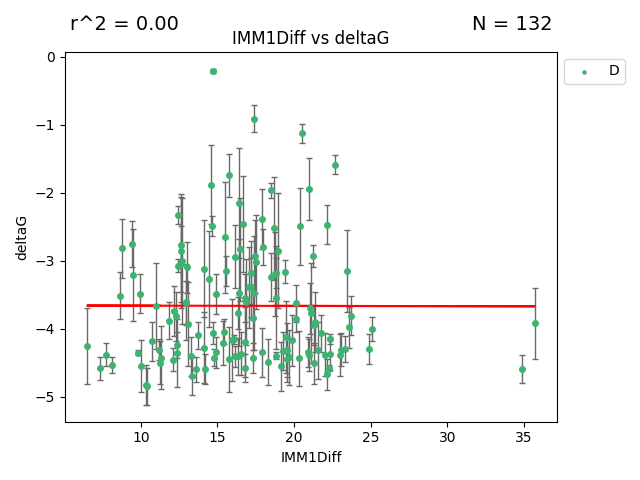 r^2 = 0.00
N = 132
IMM1Diff vs deltaG
D
0
−1
−2
−3
−4
−5
deltaG
10
15
20
25
30
35
IMM1Diff